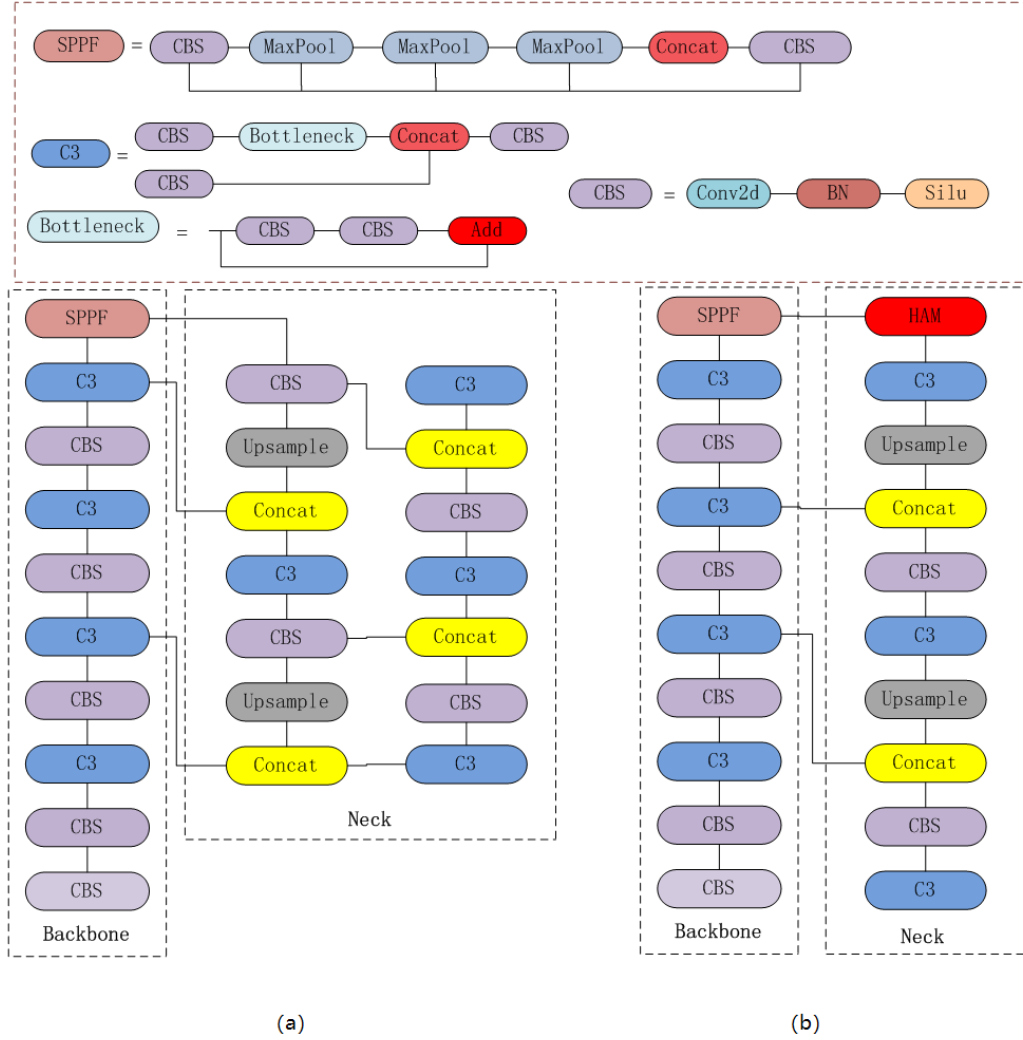 SPPF = CBS MaxPool MaxPool MaxPool Concat CBS
C3 = CBS Bottleneck Concat CBS
CBS
CBS = Conv2d BN Silu
Bottleneck = CBS CBS Add
SPPF
C3
CBS
C3
CBS
C3
CBS
C3
CBS
CBS
Backbone
CBS
Upsample
Concat
C3
CBS
Upsample
Concat
C3
Concat
CBS
C3
Concat
CBS
C3
Neck
(a)
SPPF
C3
CBS
C3
CBS
C3
CBS
C3
CBS
CBS
Backbone
HAM
C3
Upsample
Concat
CBS
C3
Upsample
Concat
CBS
C3
Neck
(b)